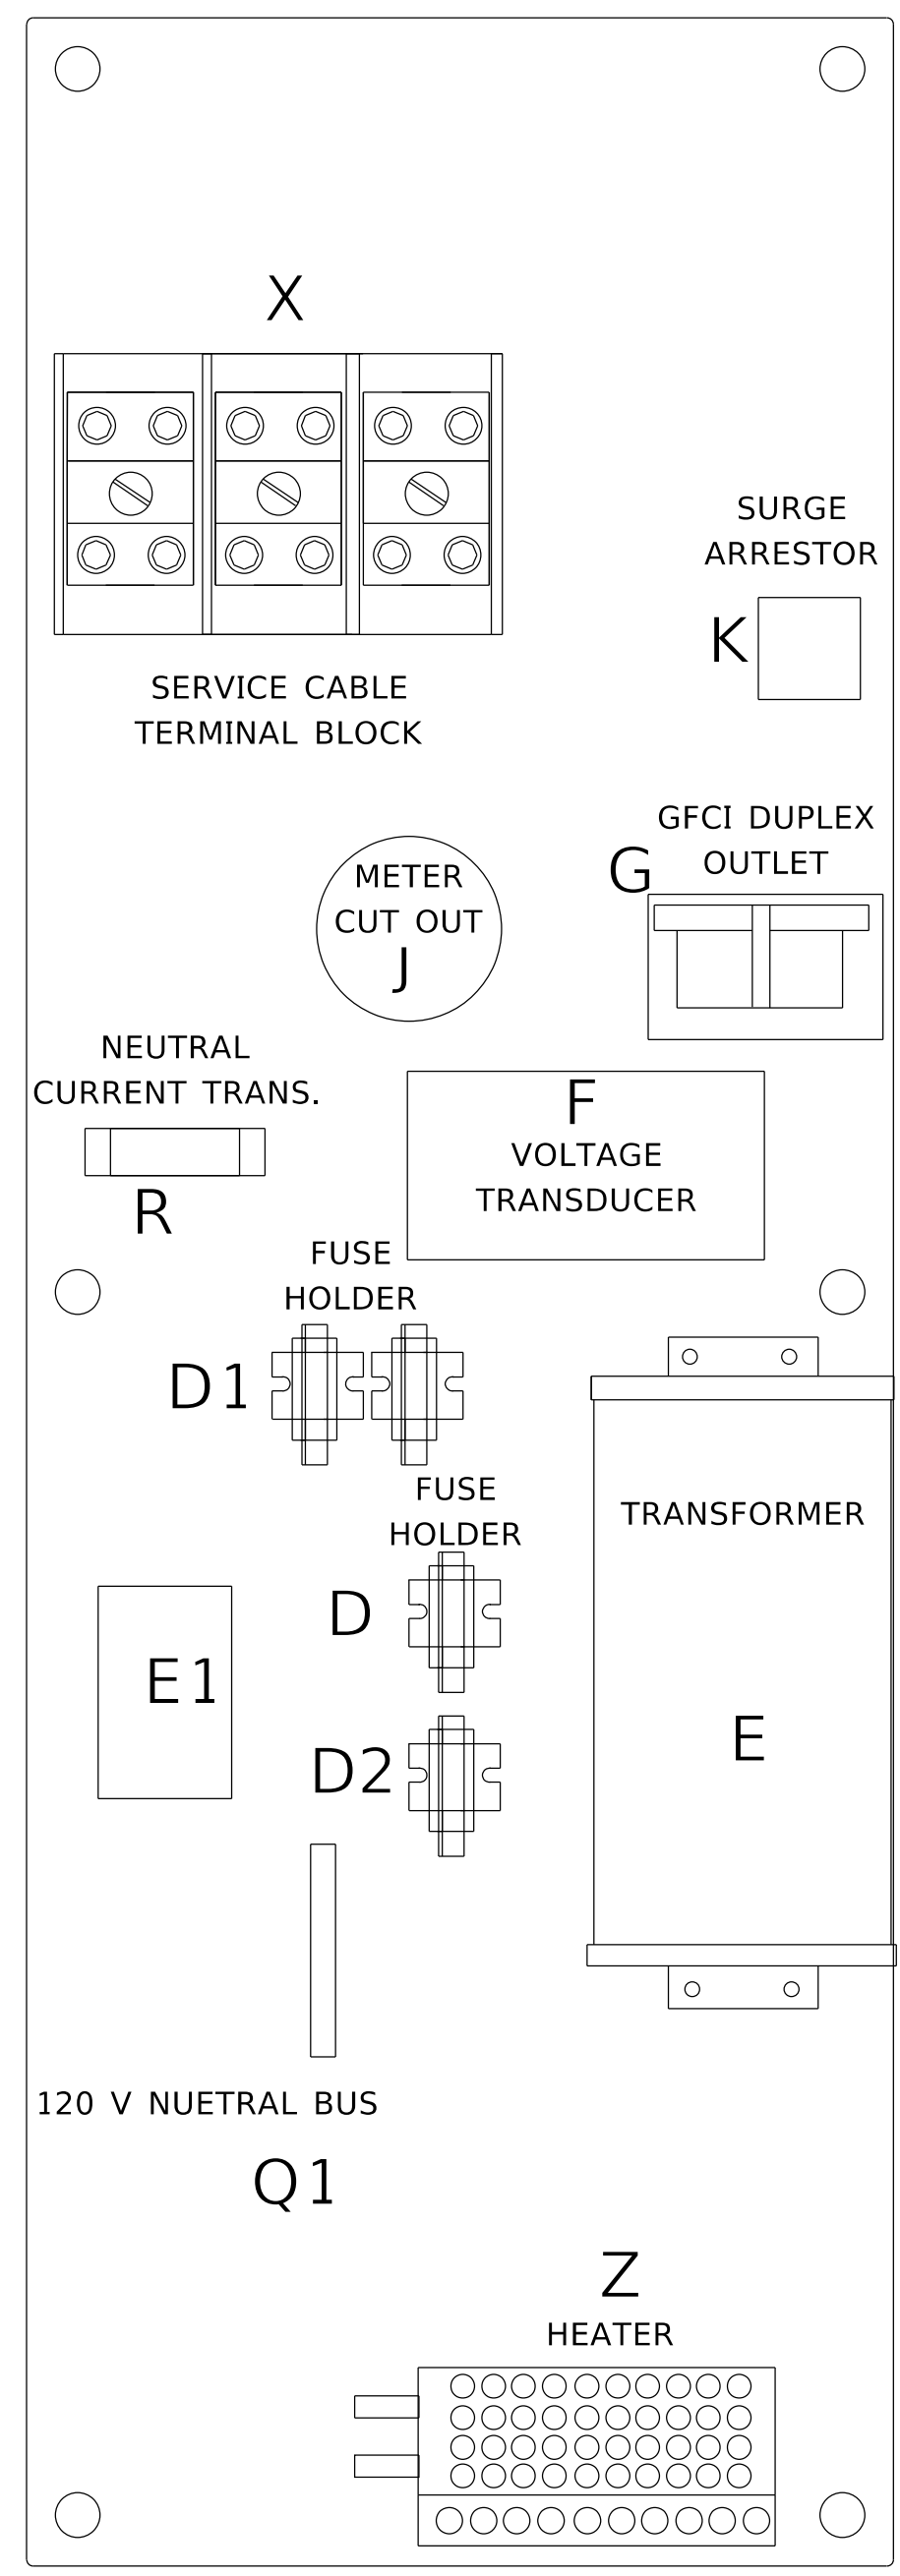 X
SERVICE CABLE
TERMINAL BLOCK
SURGE
ARRESTOR
K
GFCI DUPLEX
OUTLET
G
METER
CUT OUT
J
NEUTRAL
CURRENT TRANS.
R
F
VOLTAGE
TRANSDUCER
FUSE
HOLDER
D1
FUSE
HOLDER
D
TRANSFORMER
E
E1
D2
120 V NUETRAL BUS
Q1
Z
HEATER